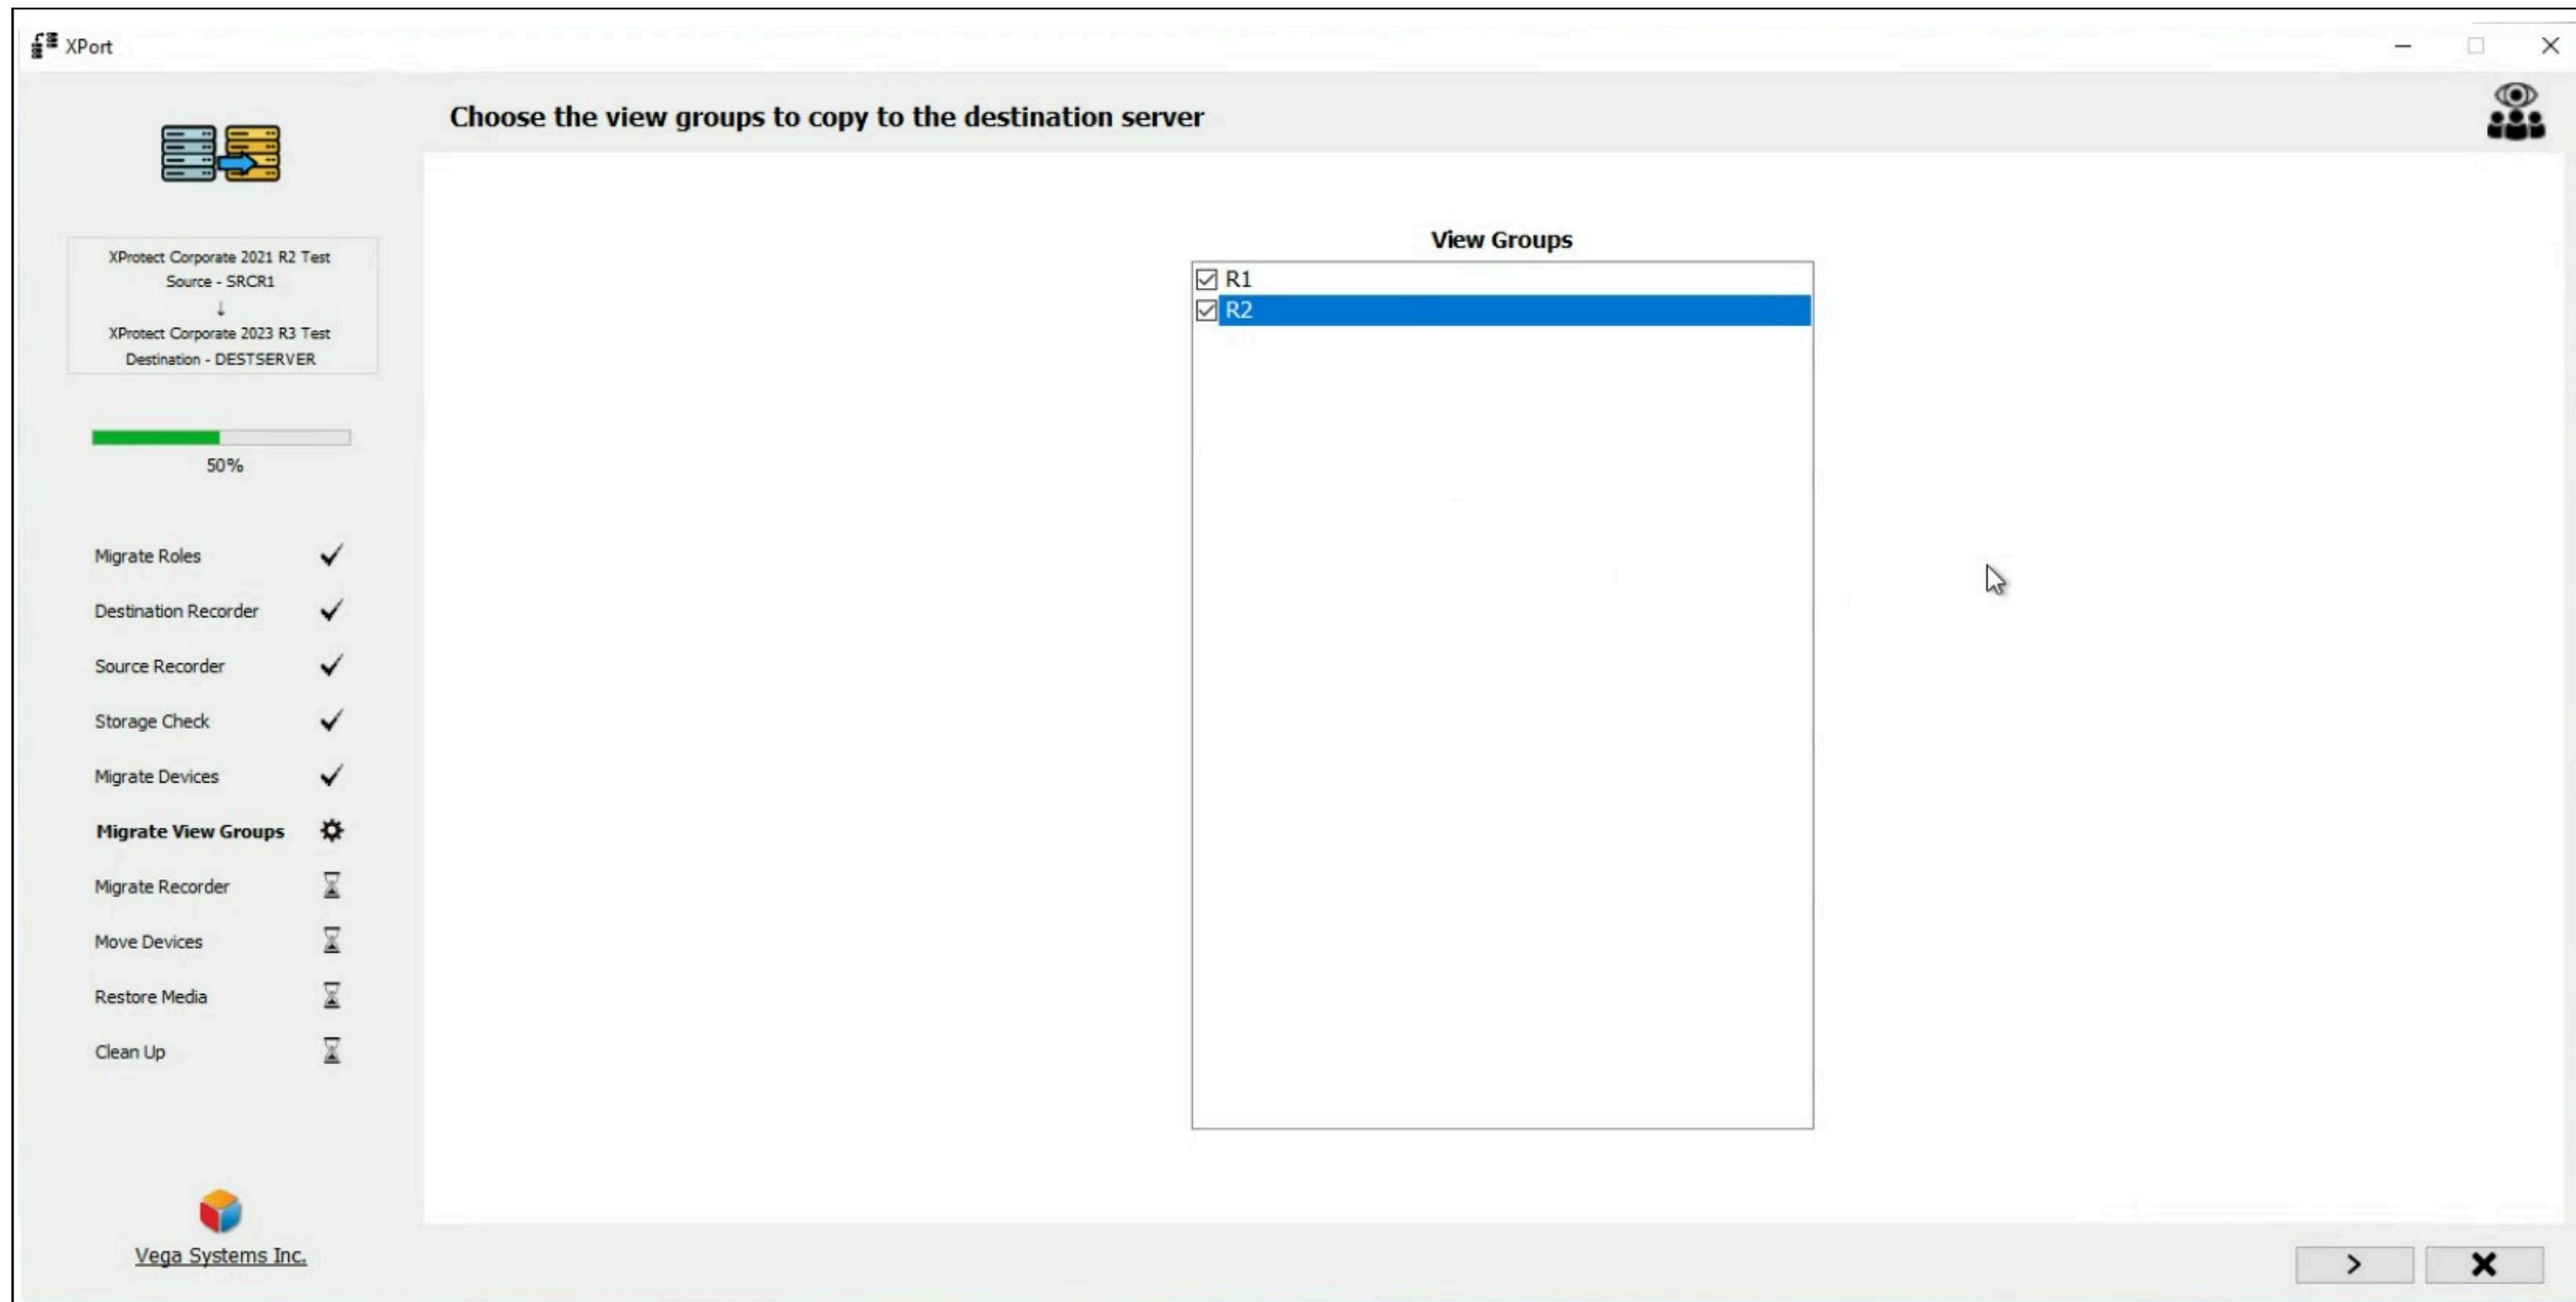 XPort
Choose the view groups to copy to the destination server
XProtect Corporate 2021 R2 Test
Source - SRCR1
↓
XProtect Corporate 2023 R3 Test
Destination - DESTSERVER
50%
Migrate Roles
Destination Recorder
Source Recorder
Storage Check
Migrate Devices
Migrate View Groups
Migrate Recorder
Move Devices
Restore Media
Clean Up
Vega Systems Inc.
View Groups
R1
R2